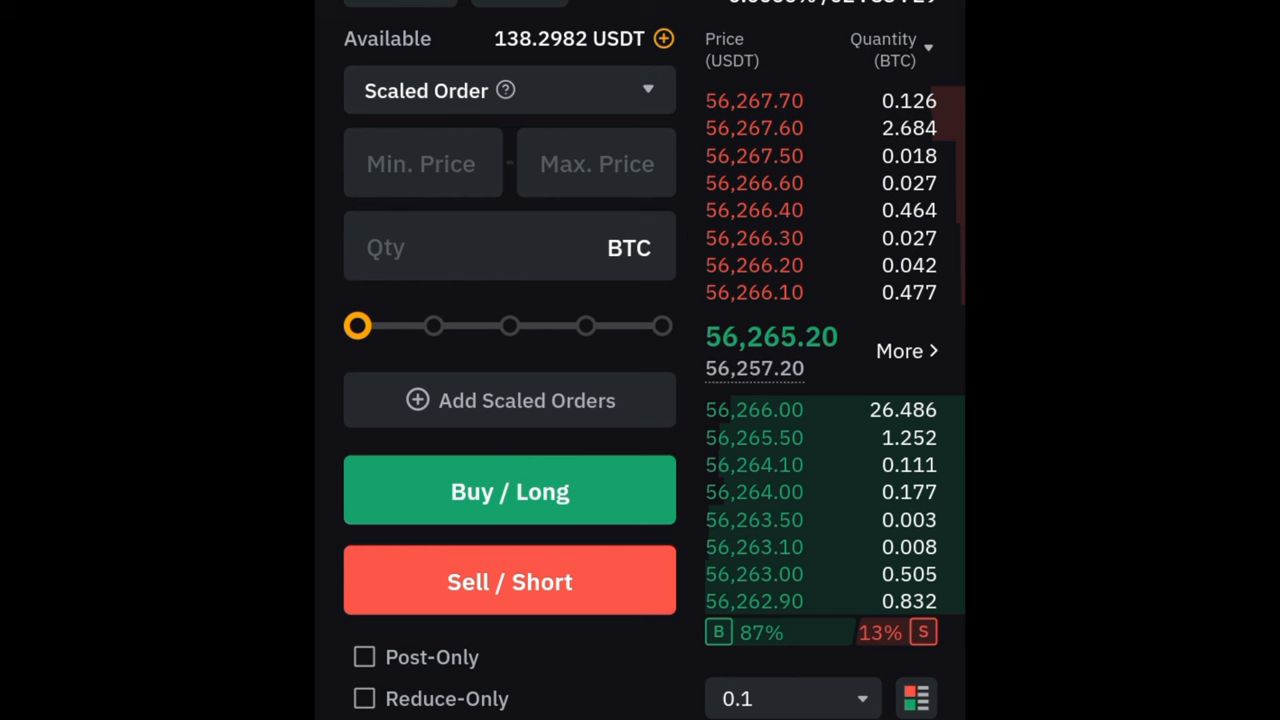 Available 138.2982 USDT
Scaled Order
Min. Price - Max. Price
Qty BTC
Add Scaled Orders
Buy / Long
Sell / Short
Post-Only
Reduce-Only
Price Quantity
(USDT) (BTC)
56,267.70 0.126
56,267.60 2.684
56,267.50 0.018
56,266.60 0.027
56,266.40 0.464
56,266.30 0.027
56,266.20 0.042
56,266.10 0.477
56,265.20
56,257.20
More
56,266.00 26.486
56,265.50 1.252
56,264.10 0.111
56,264.00 0.177
56,263.50 0.003
56,263.10 0.008
56,263.00 0.505
56,262.90 0.832
B 87% 13% S
0.1